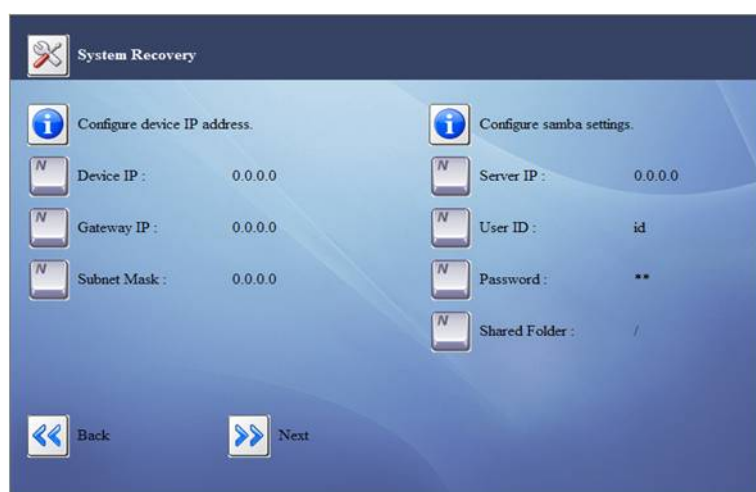 System Recovery
Configure device IP address.
N Device IP : 0.0.0.0
N Gateway IP : 0.0.0.0
N Subnet Mask : 0.0.0.0
Configure samba settings.
N Server IP : 0.0.0.0
N User ID : id
N Password : **
N Shared Folder : /
Back
Next